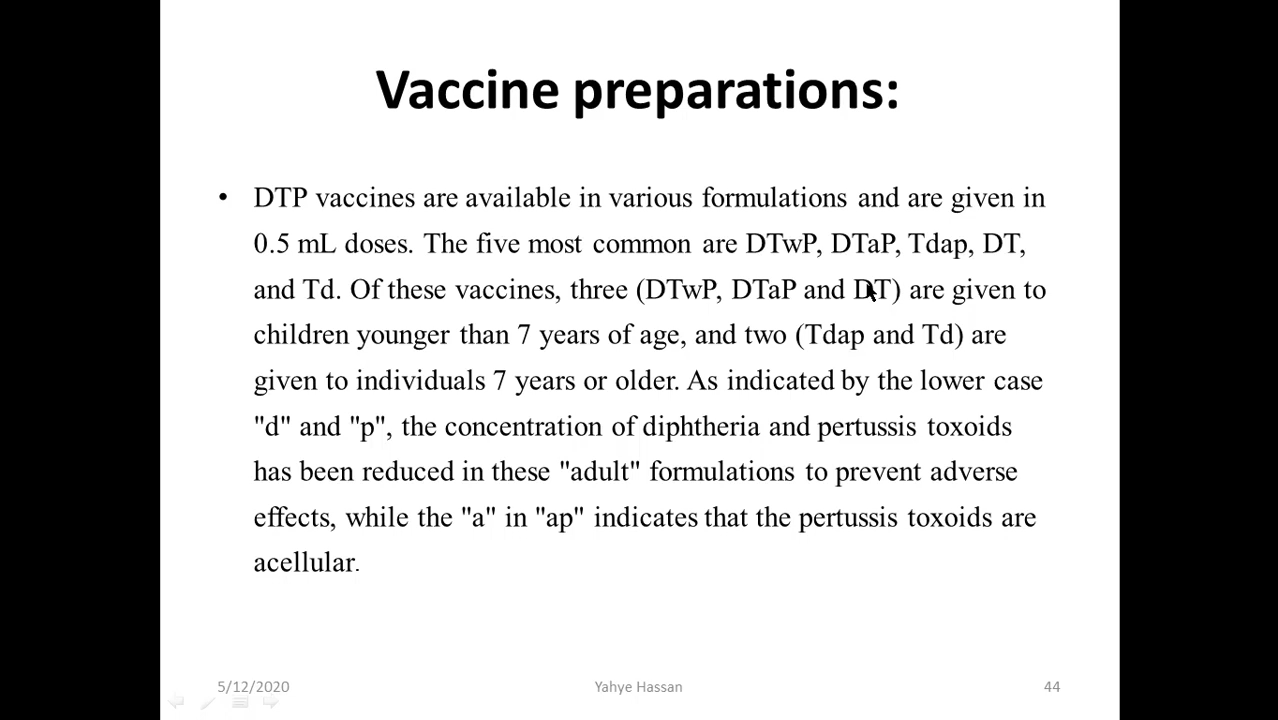 Vaccine preparations:
• DTP vaccines are available in various formulations and are given in
0.5 mL doses. The five most common are DTwP, DTaP, Tdap, DT,
and Td. Of these vaccines, three (DTwP, DTaP and DT) are given to
children younger than 7 years of age, and two (Tdap and Td) are
given to individuals 7 years or older. As indicated by the lower case
"d" and "p", the concentration of diphtheria and pertussis toxoids
has been reduced in these "adult" formulations to prevent adverse
effects, while the "a" in "ap" indicates that the pertussis toxoids are
acellular.
5/12/2020 Yahye Hassan 44